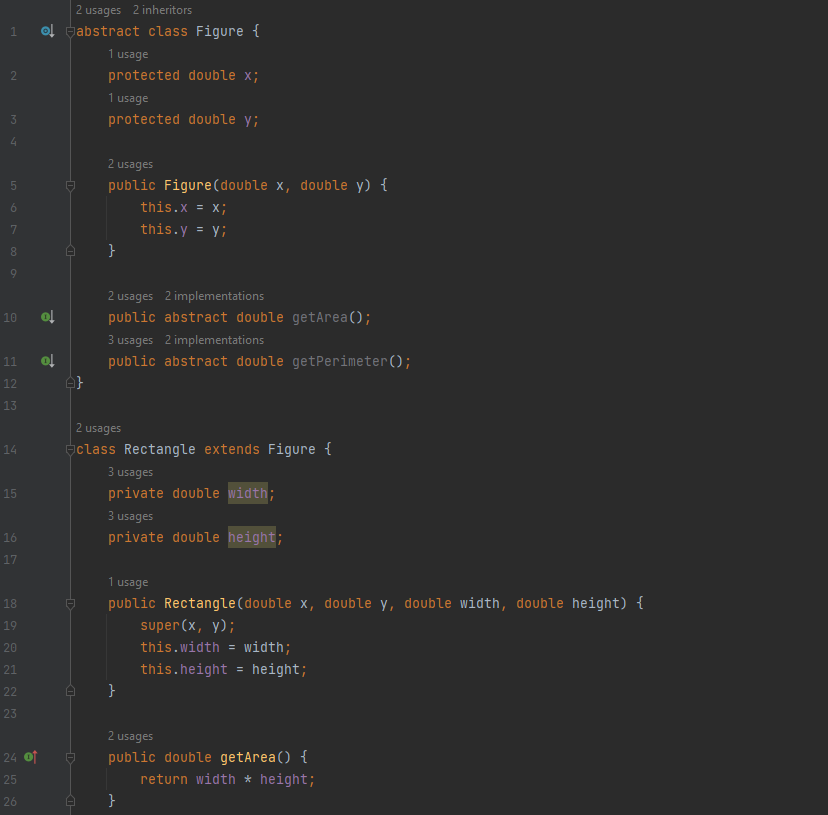 2 usages 2 inheritors
1 abstract class Figure {
1 usage
2 protected double x;
1 usage
3 protected double y;
4
2 usages
5 public Figure(double x, double y) {
6 this.x = x;
7 this.y = y;
8 }
9
2 usages 2 implementations
10 public abstract double getArea();
3 usages 2 implementations
11 public abstract double getPerimeter();
12 }
13
2 usages
14 class Rectangle extends Figure {
3 usages
15 private double width;
3 usages
16 private double height;
17
1 usage
18 public Rectangle(double x, double y, double width, double height) {
19 super(x, y);
20 this.width = width;
21 this.height = height;
22 }
23
2 usages
24 public double getArea() {
25 return width * height;
26 }